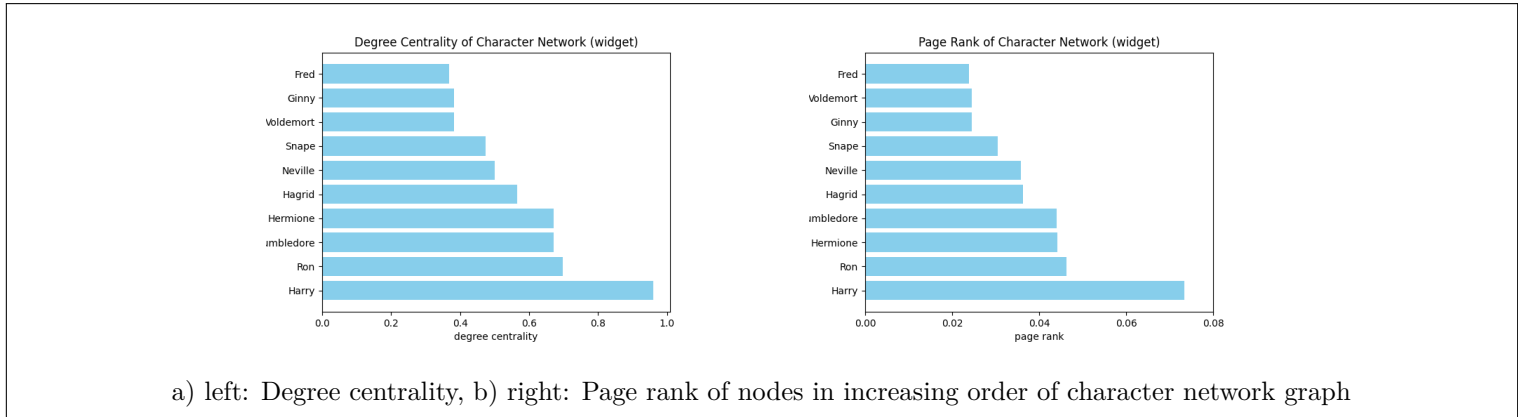 Degree Centrality of Character Network (widget)
Fred
Ginny
Voldemort
Snape
Neville
Hagrid
Hermione
umbledore
Ron
Harry
0.0 0.2 0.4 0.6 0.8 1.0
degree centrality
Page Rank of Character Network (widget)
Fred
Voldemort
Ginny
Snape
Neville
Hagrid
umbledore
Hermione
Ron
Harry
0.00 0.02 0.04 0.06 0.08
page rank
a) left: Degree centrality, b) right: Page rank of nodes in increasing order of character network graph